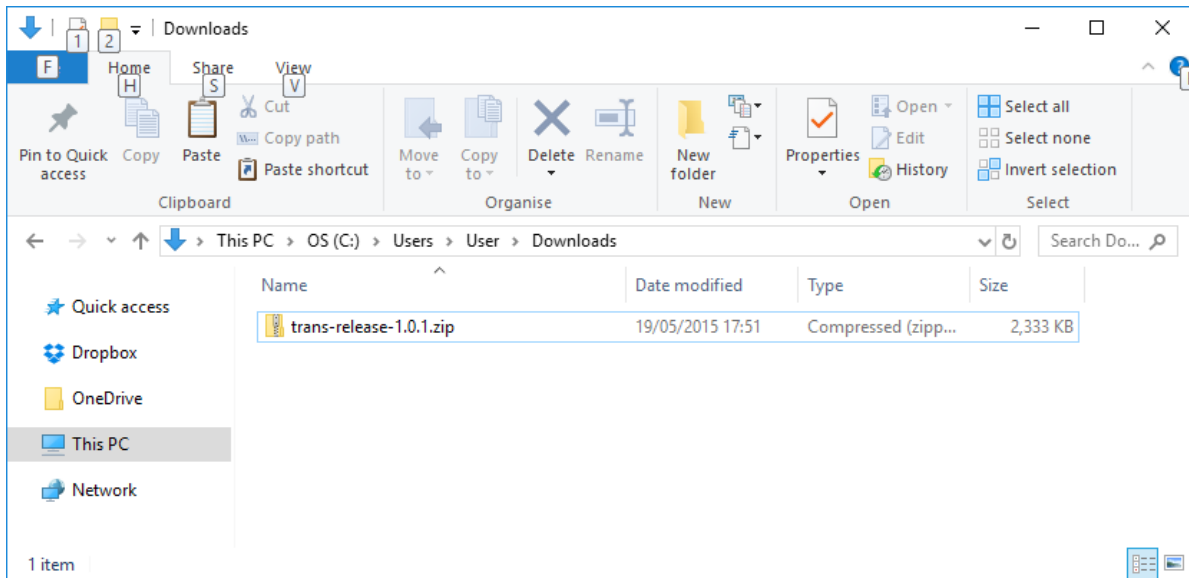 Downloads
1 2
F Home Share View
H S V
Pin to Quick access
Copy
Paste
Cut
Copy path
Paste shortcut
Move to
Copy to
Delete
Rename
New folder
Properties
Open
Edit
History
Select all
Select none
Invert selection
Clipboard Organise New Open Select
This PC > OS (C:) > Users > User > Downloads
Search Do...
Name Date modified Type Size
trans-release-1.0.1.zip 19/05/2015 17:51 Compressed (zipp... 2,333 KB
Quick access
Dropbox
OneDrive
This PC
Network
1 item